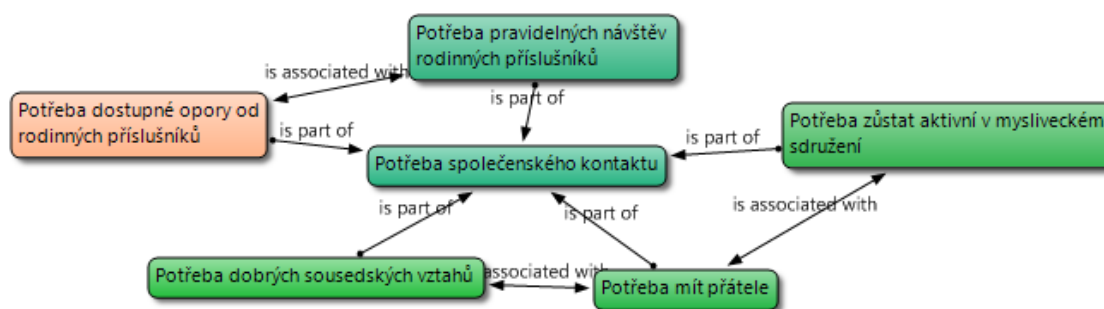 Potřeba pravidelných návštěv
rodinných příslušníků
is associated with
is part of
Potřeba dostupné opory od
rodinných příslušníků
is part of
Potřeba zůstat aktivní v mysliveckém
sdružení
is part of
Potřeba společenského kontaktu
is part of
is part of
is associated with
Potřeba dobrých sousedských vztahů
associated with
Potřeba mít přátele